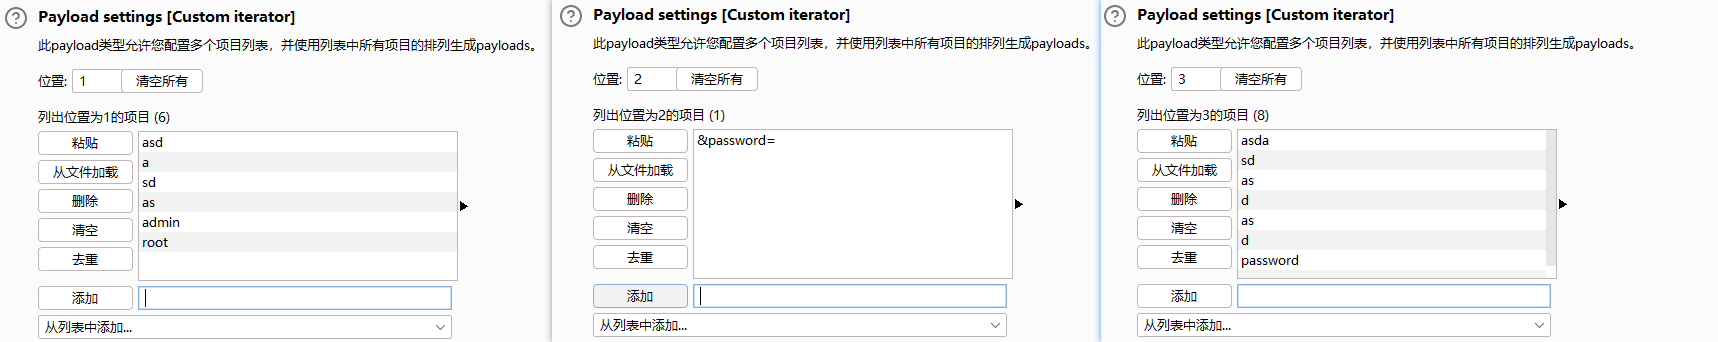 Payload settings [Custom iterator]
此payload类型允许您配置多个项目列表，并使用列表中所有项目的排列生成payloads。
位置: 1 清空所有
列出位置为1的项目 (6)
粘贴
从文件加载
删除
清空
去重
asd
a
sd
as
admin
root
添加
从列表中添加...
Payload settings [Custom iterator]
此payload类型允许您配置多个项目列表，并使用列表中所有项目的排列生成payloads。
位置: 2 清空所有
列出位置为2的项目 (1)
粘贴
从文件加载
删除
清空
去重
&password=
添加
从列表中添加...
Payload settings [Custom iterator]
此payload类型允许您配置多个项目列表，并使用列表中所有项目的排列生成payloads。
位置: 3 清空所有
列出位置为3的项目 (8)
粘贴
从文件加载
删除
清空
去重
asda
sd
as
d
as
d
password
添加
从列表中添加...